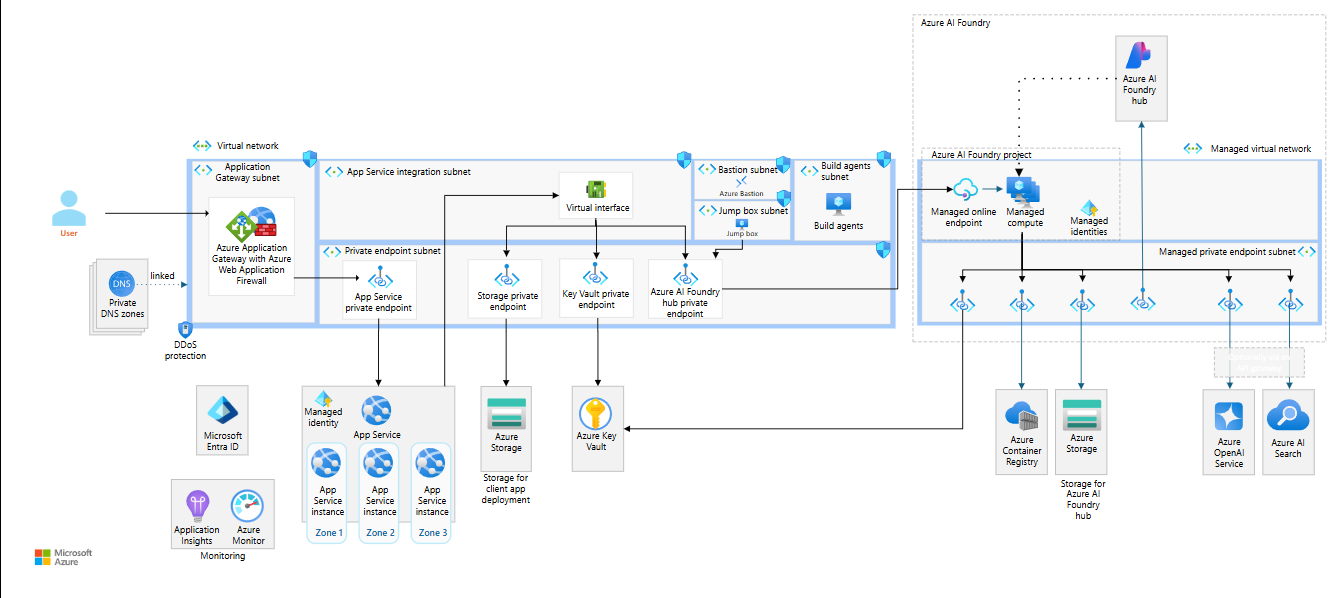 Azure AI Foundry
Azure AI
Foundry
hub
Virtual network
Application
Gateway subnet
App Service integration subnet
Bastion subnet
Azure Bastion
Jump box subnet
Jump box
Build agents
subnet
Build agents
Virtual interface
User
Azure Application
Gateway with Azure
Web Application
Firewall
Private endpoint subnet
App Service
private endpoint
Storage private
endpoint
Key Vault private
endpoint
Azure AI Foundry
hub private
endpoint
DNS
linked
Private
DNS zones
DDoS
protection
Azure AI Foundry project
Managed virtual network
Managed online
endpoint
Managed
compute
Managed
identities
Managed private endpoint subnet
Microsoft
Entra ID
Managed
identity
App Service
App
Service
instance
Zone 1
App
Service
instance
Zone 2
App
Service
instance
Zone 3
Azure
Storage
Storage for
client app
deployment
Azure Key
Vault
Azure
Container
Registry
Azure
Storage
Storage for
Azure AI
Foundry
hub
Azure
OpenAI
Service
Azure AI
Search
Application
Insights
Azure
Monitor
Monitoring
Microsoft
Azure